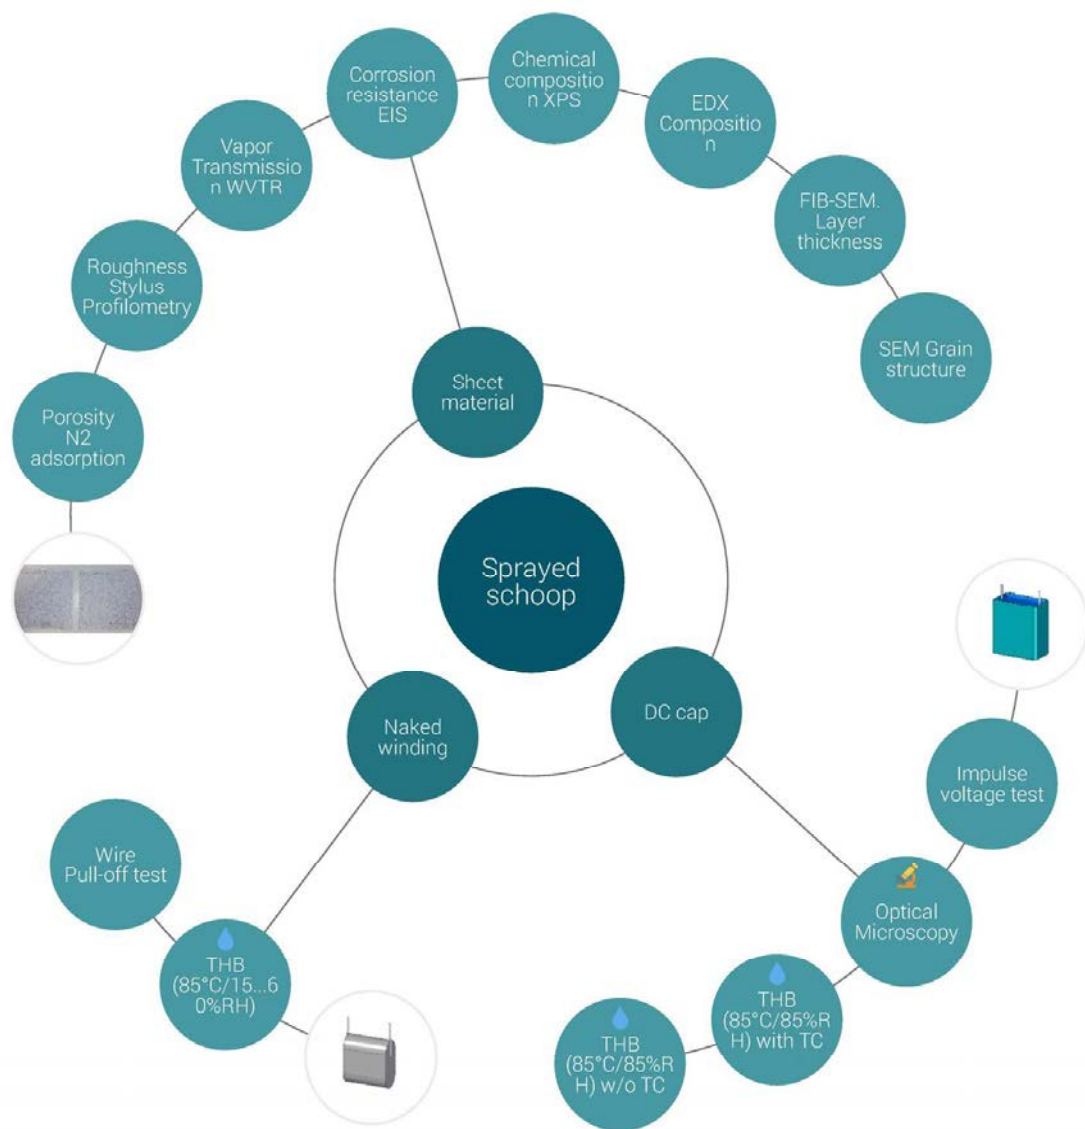 Corrosion
resistance
EIS
Chemical
compositio
n XPS
EDX
Compositio
n
Vapor
Transmissio
n WVTR
FIB-SEM.
Layer
thickness
Roughness
Stylus
Profilometry
SEM Grain
structure
Sheet
material
Porosity
N2
adsorption
Sprayed
schoop
DC cap
Naked
winding
Impulse
voltage test
Wire
Pull-off test
Optical
Microscopy
THB
(85°C/15...6
0%RH)
THB
(85°C/85%R
H) with TC
THB
(85°C/85%R
H) w/o TC